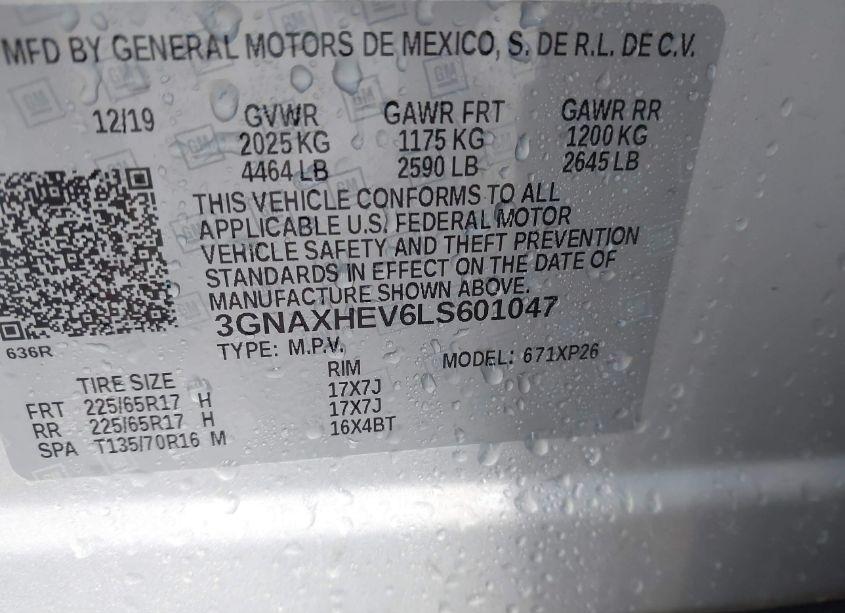 MFD BY GENERAL MOTORS DE MEXICO, S. DE R.L. DE C.V.
12/19 GVWR GAWR FRT GAWR RR
2025 KG 1175 KG 1200 KG
4464 LB 2590 LB 2645 LB
THIS VEHICLE CONFORMS TO ALL
APPLICABLE U.S. FEDERAL MOTOR
VEHICLE SAFETY AND THEFT PREVENTION
STANDARDS IN EFFECT ON THE DATE OF
MANUFACTURE SHOWN ABOVE.
3GNAXHEV6LS601047
636R
TYPE: M.P.V. MODEL: 671XP26
TIRE SIZE RIM
FRT 225/65R17 H 17X7J
RR 225/65R17 H 17X7J
SPA T135/70R16 M 16X4BT